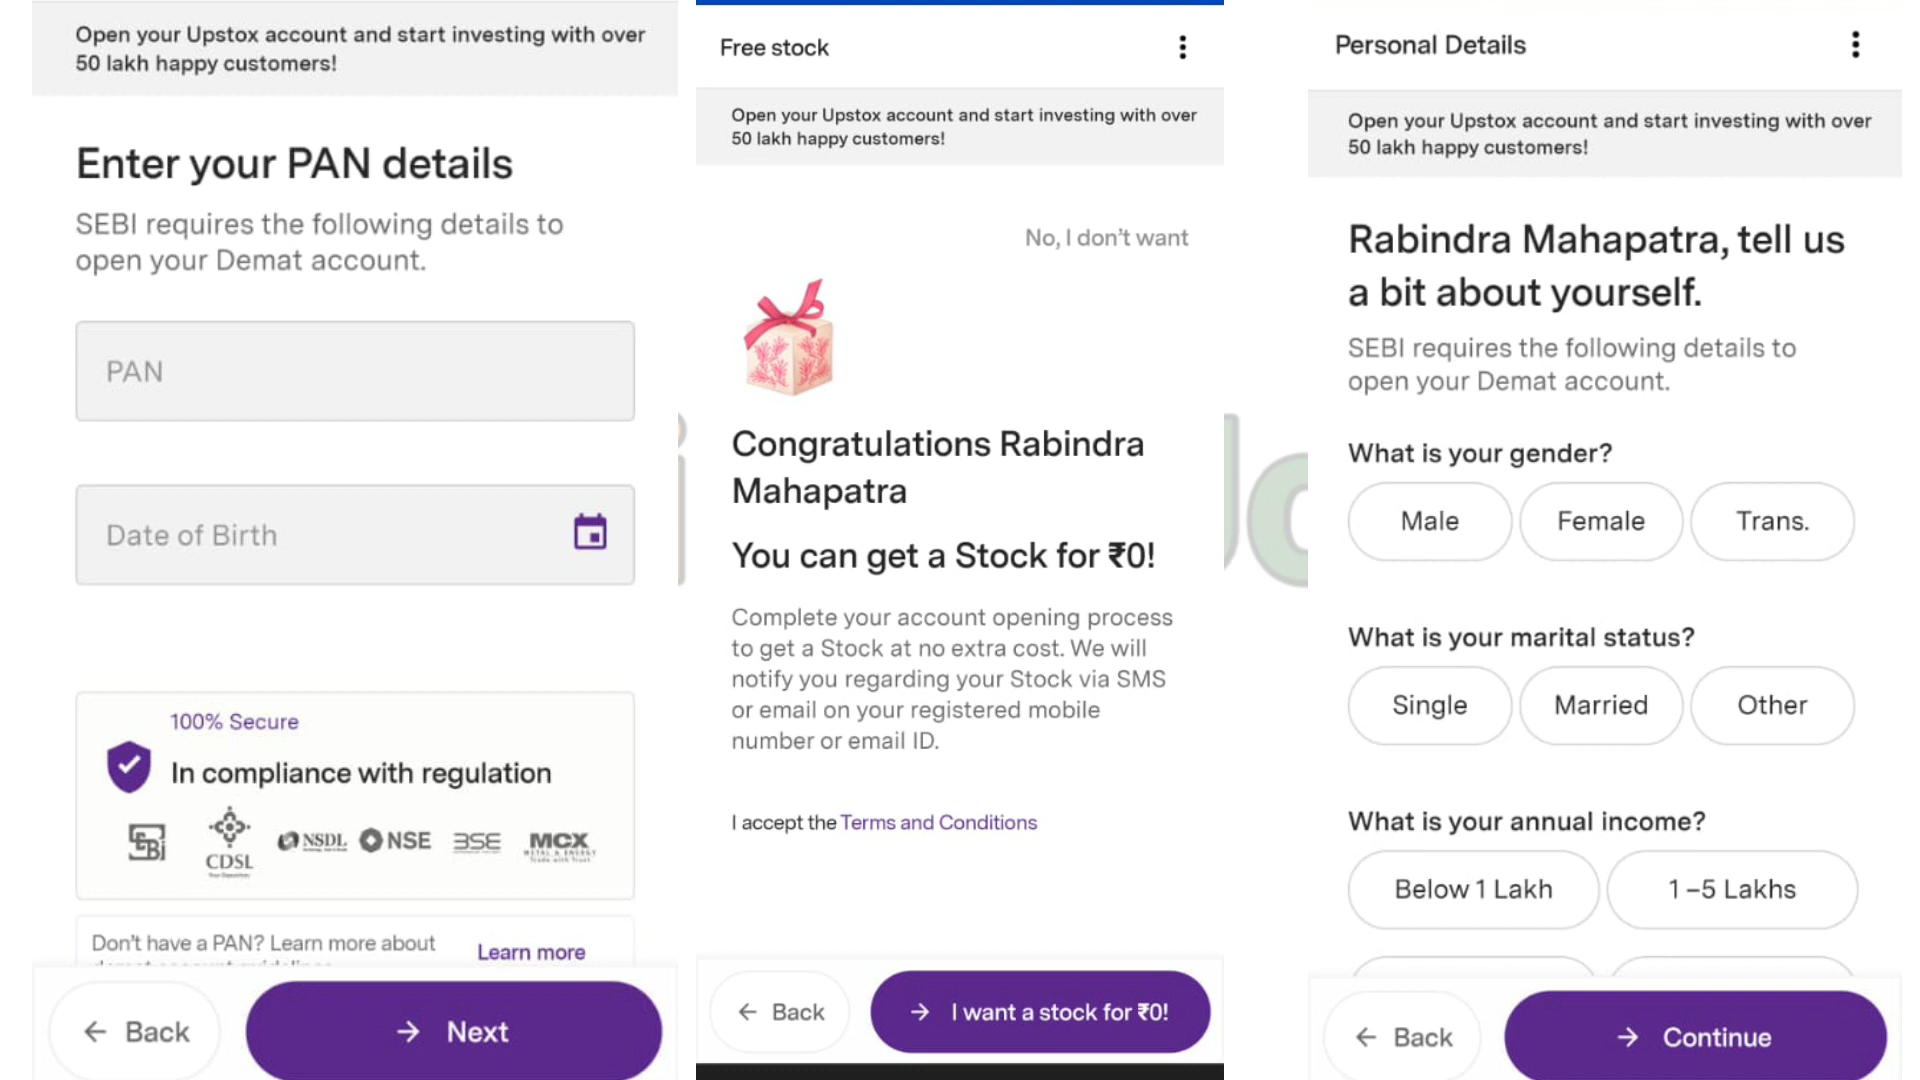 Open your Upstox account and start investing with over
50 lakh happy customers!
Enter your PAN details
SEBI requires the following details to
open your Demat account.
PAN
Date of Birth
100% Secure
In compliance with regulation
SEBI
CDSL
NSDL
NSE
BSE
MCX
METAL & ENERGY
Trade with Trust
Don't have a PAN? Learn more about
Learn more
← Back
→ Next
Free stock
Open your Upstox account and start investing with over
50 lakh happy customers!
No, I don't want
Congratulations Rabindra
Mahapatra
You can get a Stock for ₹0!
Complete your account opening process
to get a Stock at no extra cost. We will
notify you regarding your Stock via SMS
or email on your registered mobile
number or email ID.
I accept the Terms and Conditions
← Back
→ I want a stock for ₹0!
Personal Details
Open your Upstox account and start investing with over
50 lakh happy customers!
Rabindra Mahapatra, tell us
a bit about yourself.
SEBI requires the following details to
open your Demat account.
What is your gender?
Male Female Trans.
What is your marital status?
Single Married Other
What is your annual income?
Below 1 Lakh 1 –5 Lakhs
← Back
→ Continue